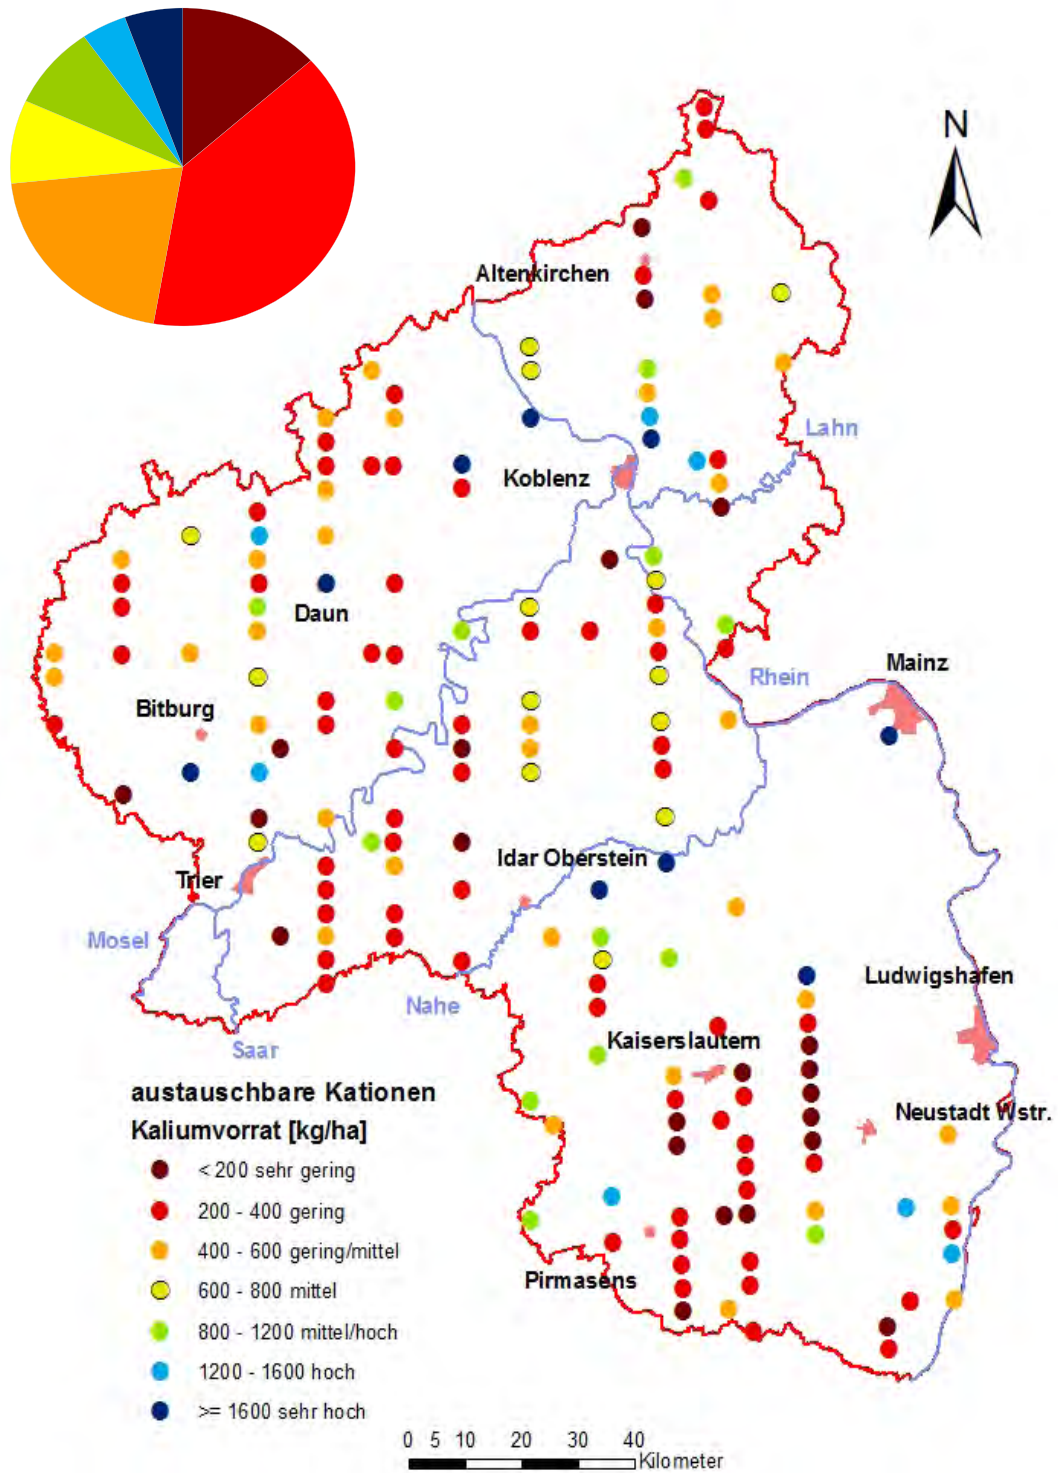 N
Altenkirchen
Lahn
Koblenz
Daun
Mainz
Rhein
Bitburg
Idar Oberstein
Trier
Mosel
Ludwigshafen
Nahe
Kaiserslautern
Saar
austauschbare Kationen
Neustadt Wstr.
Kaliumvorrat [kg/ha]
< 200 sehr gering
200 - 400 gering
400 - 600 gering/mittel
Pirmasens
600 - 800 mittel
800 - 1200 mittel/hoch
1200 - 1600 hoch
>= 1600 sehr hoch
0 5 10 20 30 40
Kilometer